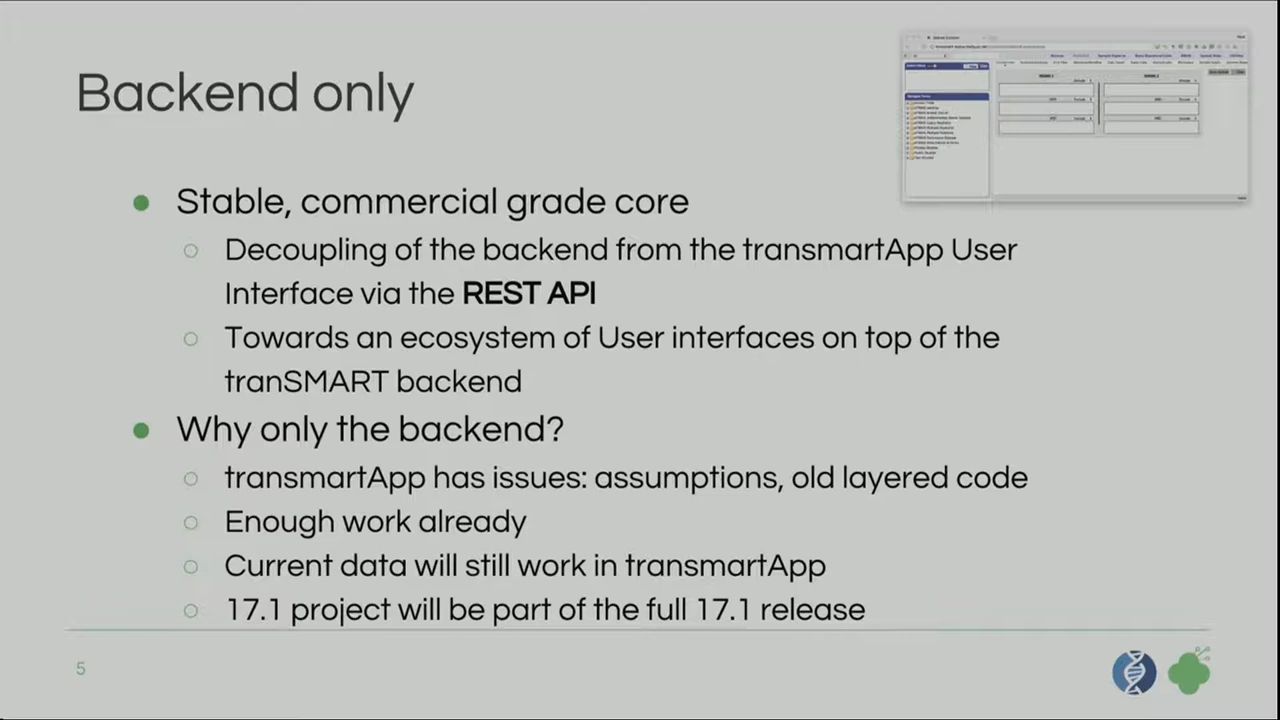 Backend only
Stable, commercial grade core
Decoupling of the backend from the transmartApp User
Interface via the REST API
Towards an ecosystem of User interfaces on top of the
tranSMART backend
Why only the backend?
transmartApp has issues: assumptions, old layered code
Enough work already
Current data will still work in transmartApp
17.1 project will be part of the full 17.1 release
5